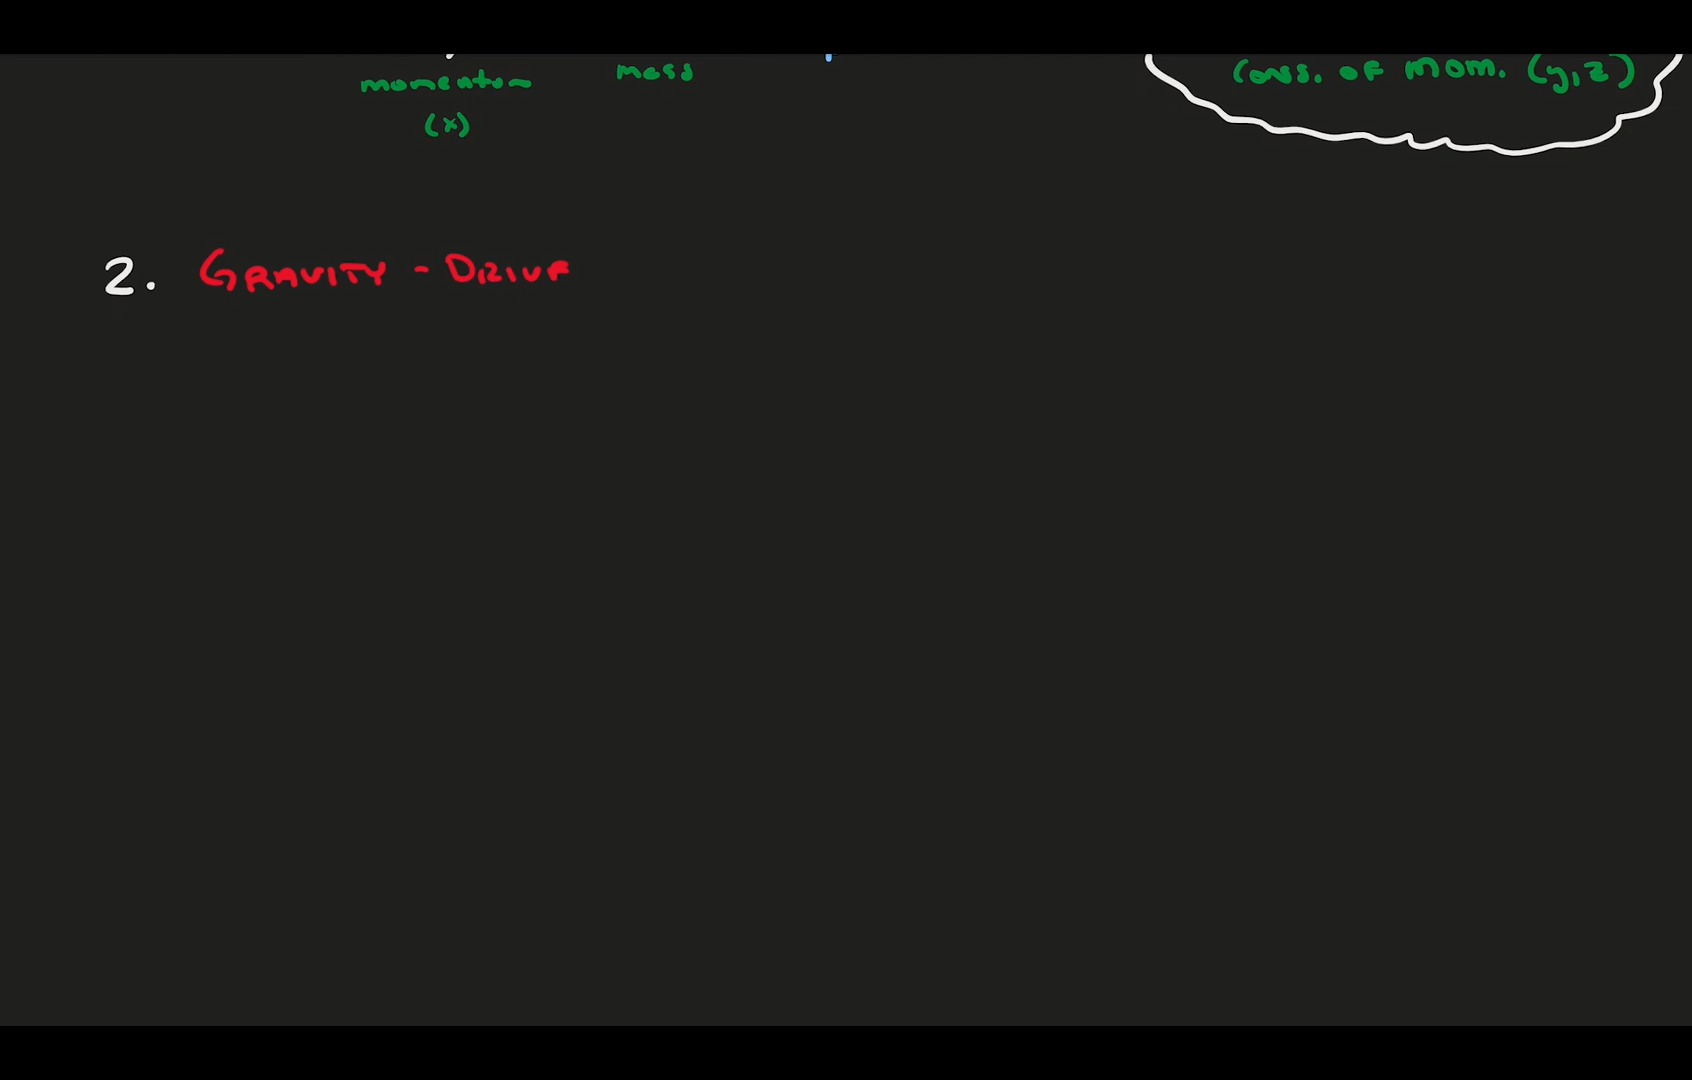 momentum mass cons. of mom. (y,z)
(x)
2. GRAVITY - DRIVE